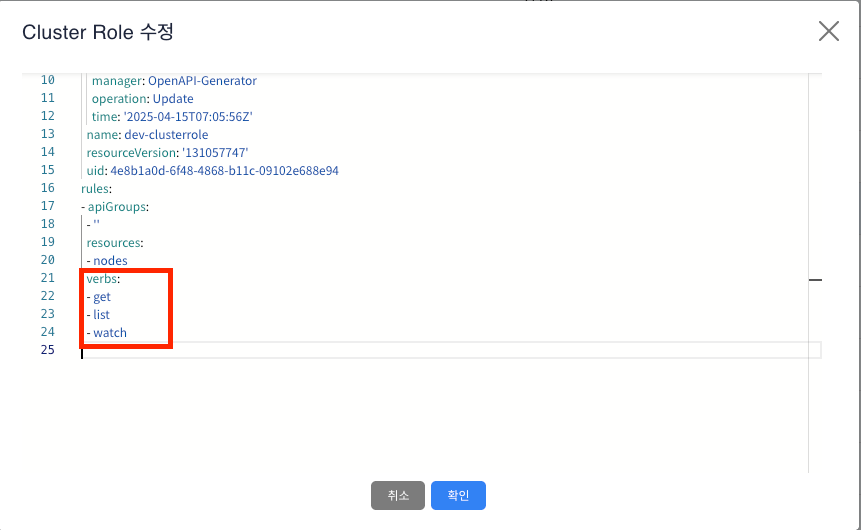 Cluster Role 수정
10 manager: OpenAPI-Generator
11 operation: Update
12 time: '2025-04-15T07:05:56Z'
13 name: dev-clusterrole
14 resourceVersion: '131057747'
15 uid: 4e8b1a0d-6f48-4868-b11c-09102e688e94
16 rules:
17 - apiGroups:
18 - ''
19 resources:
20 - nodes
21 verbs:
22 - get
23 - list
24 - watch
25
취소 확인